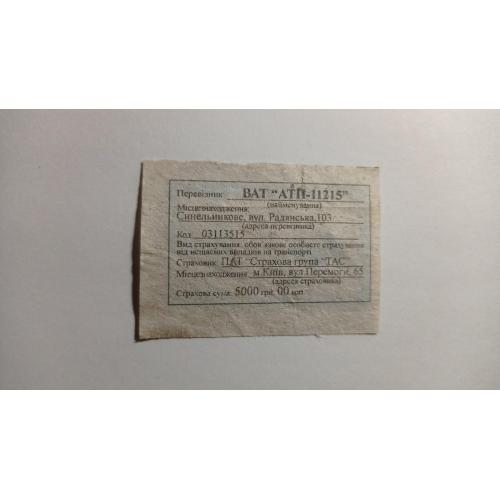 Перевізник ВАТ "АТП-11215"
(найменування)
Місцезнаходження:
Синельникове, вул. Радянська,103
(адреса перевізника)
Код 03113515
Вид страхування: обов'язкове особисте страхування
від нещасних випадків на транспорті
Страховик ПАТ "Страхова група "ТАС"
Місцезнаходження м.Київ, вул.Перемоги, 65
(адреса страховика)
Страхова сума: 5000 грн. 00 коп.